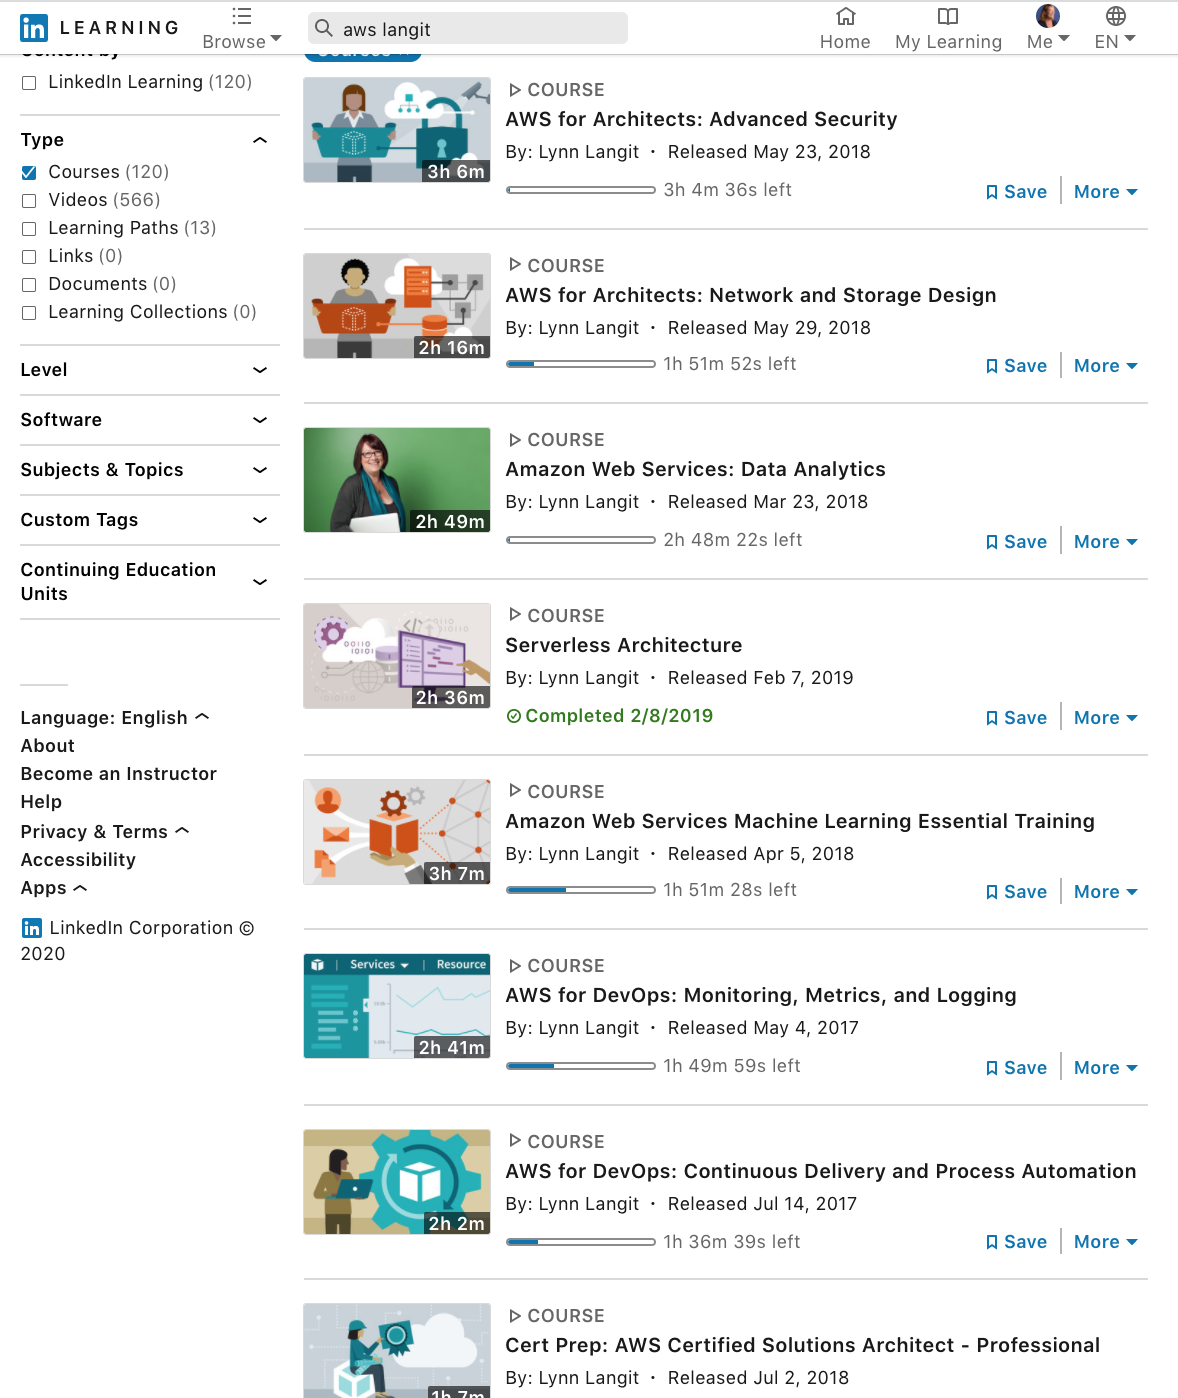 in LEARNING
Browse
aws langit
Home
My Learning
Me
EN
Content by
LinkedIn Learning (120)
Type
Courses (120)
Videos (566)
Learning Paths (13)
Links (0)
Documents (0)
Learning Collections (0)
Level
Software
Subjects & Topics
Custom Tags
Continuing Education
Units
Language: English
About
Become an Instructor
Help
Privacy & Terms
Accessibility
Apps
in LinkedIn Corporation ©
2020
3h 6m
COURSE
AWS for Architects: Advanced Security
By: Lynn Langit · Released May 23, 2018
3h 4m 36s left
Save
More
2h 16m
COURSE
AWS for Architects: Network and Storage Design
By: Lynn Langit · Released May 29, 2018
1h 51m 52s left
Save
More
2h 49m
COURSE
Amazon Web Services: Data Analytics
By: Lynn Langit · Released Mar 23, 2018
2h 48m 22s left
Save
More
2h 36m
COURSE
Serverless Architecture
By: Lynn Langit · Released Feb 7, 2019
Completed 2/8/2019
Save
More
3h 7m
COURSE
Amazon Web Services Machine Learning Essential Training
By: Lynn Langit · Released Apr 5, 2018
1h 51m 28s left
Save
More
Services | Resource
2h 41m
COURSE
AWS for DevOps: Monitoring, Metrics, and Logging
By: Lynn Langit · Released May 4, 2017
1h 49m 59s left
Save
More
2h 2m
COURSE
AWS for DevOps: Continuous Delivery and Process Automation
By: Lynn Langit · Released Jul 14, 2017
1h 36m 39s left
Save
More
1h 7m
COURSE
Cert Prep: AWS Certified Solutions Architect - Professional
By: Lynn Langit · Released Jul 2, 2018